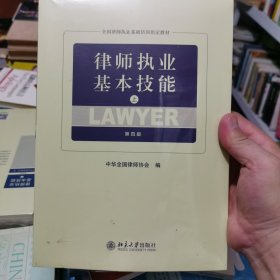 全国律师执业基础培训指定教材
律师执业
基本技能
上
LAWYER
第四版
中华全国律师协会 编
北京大学出版社